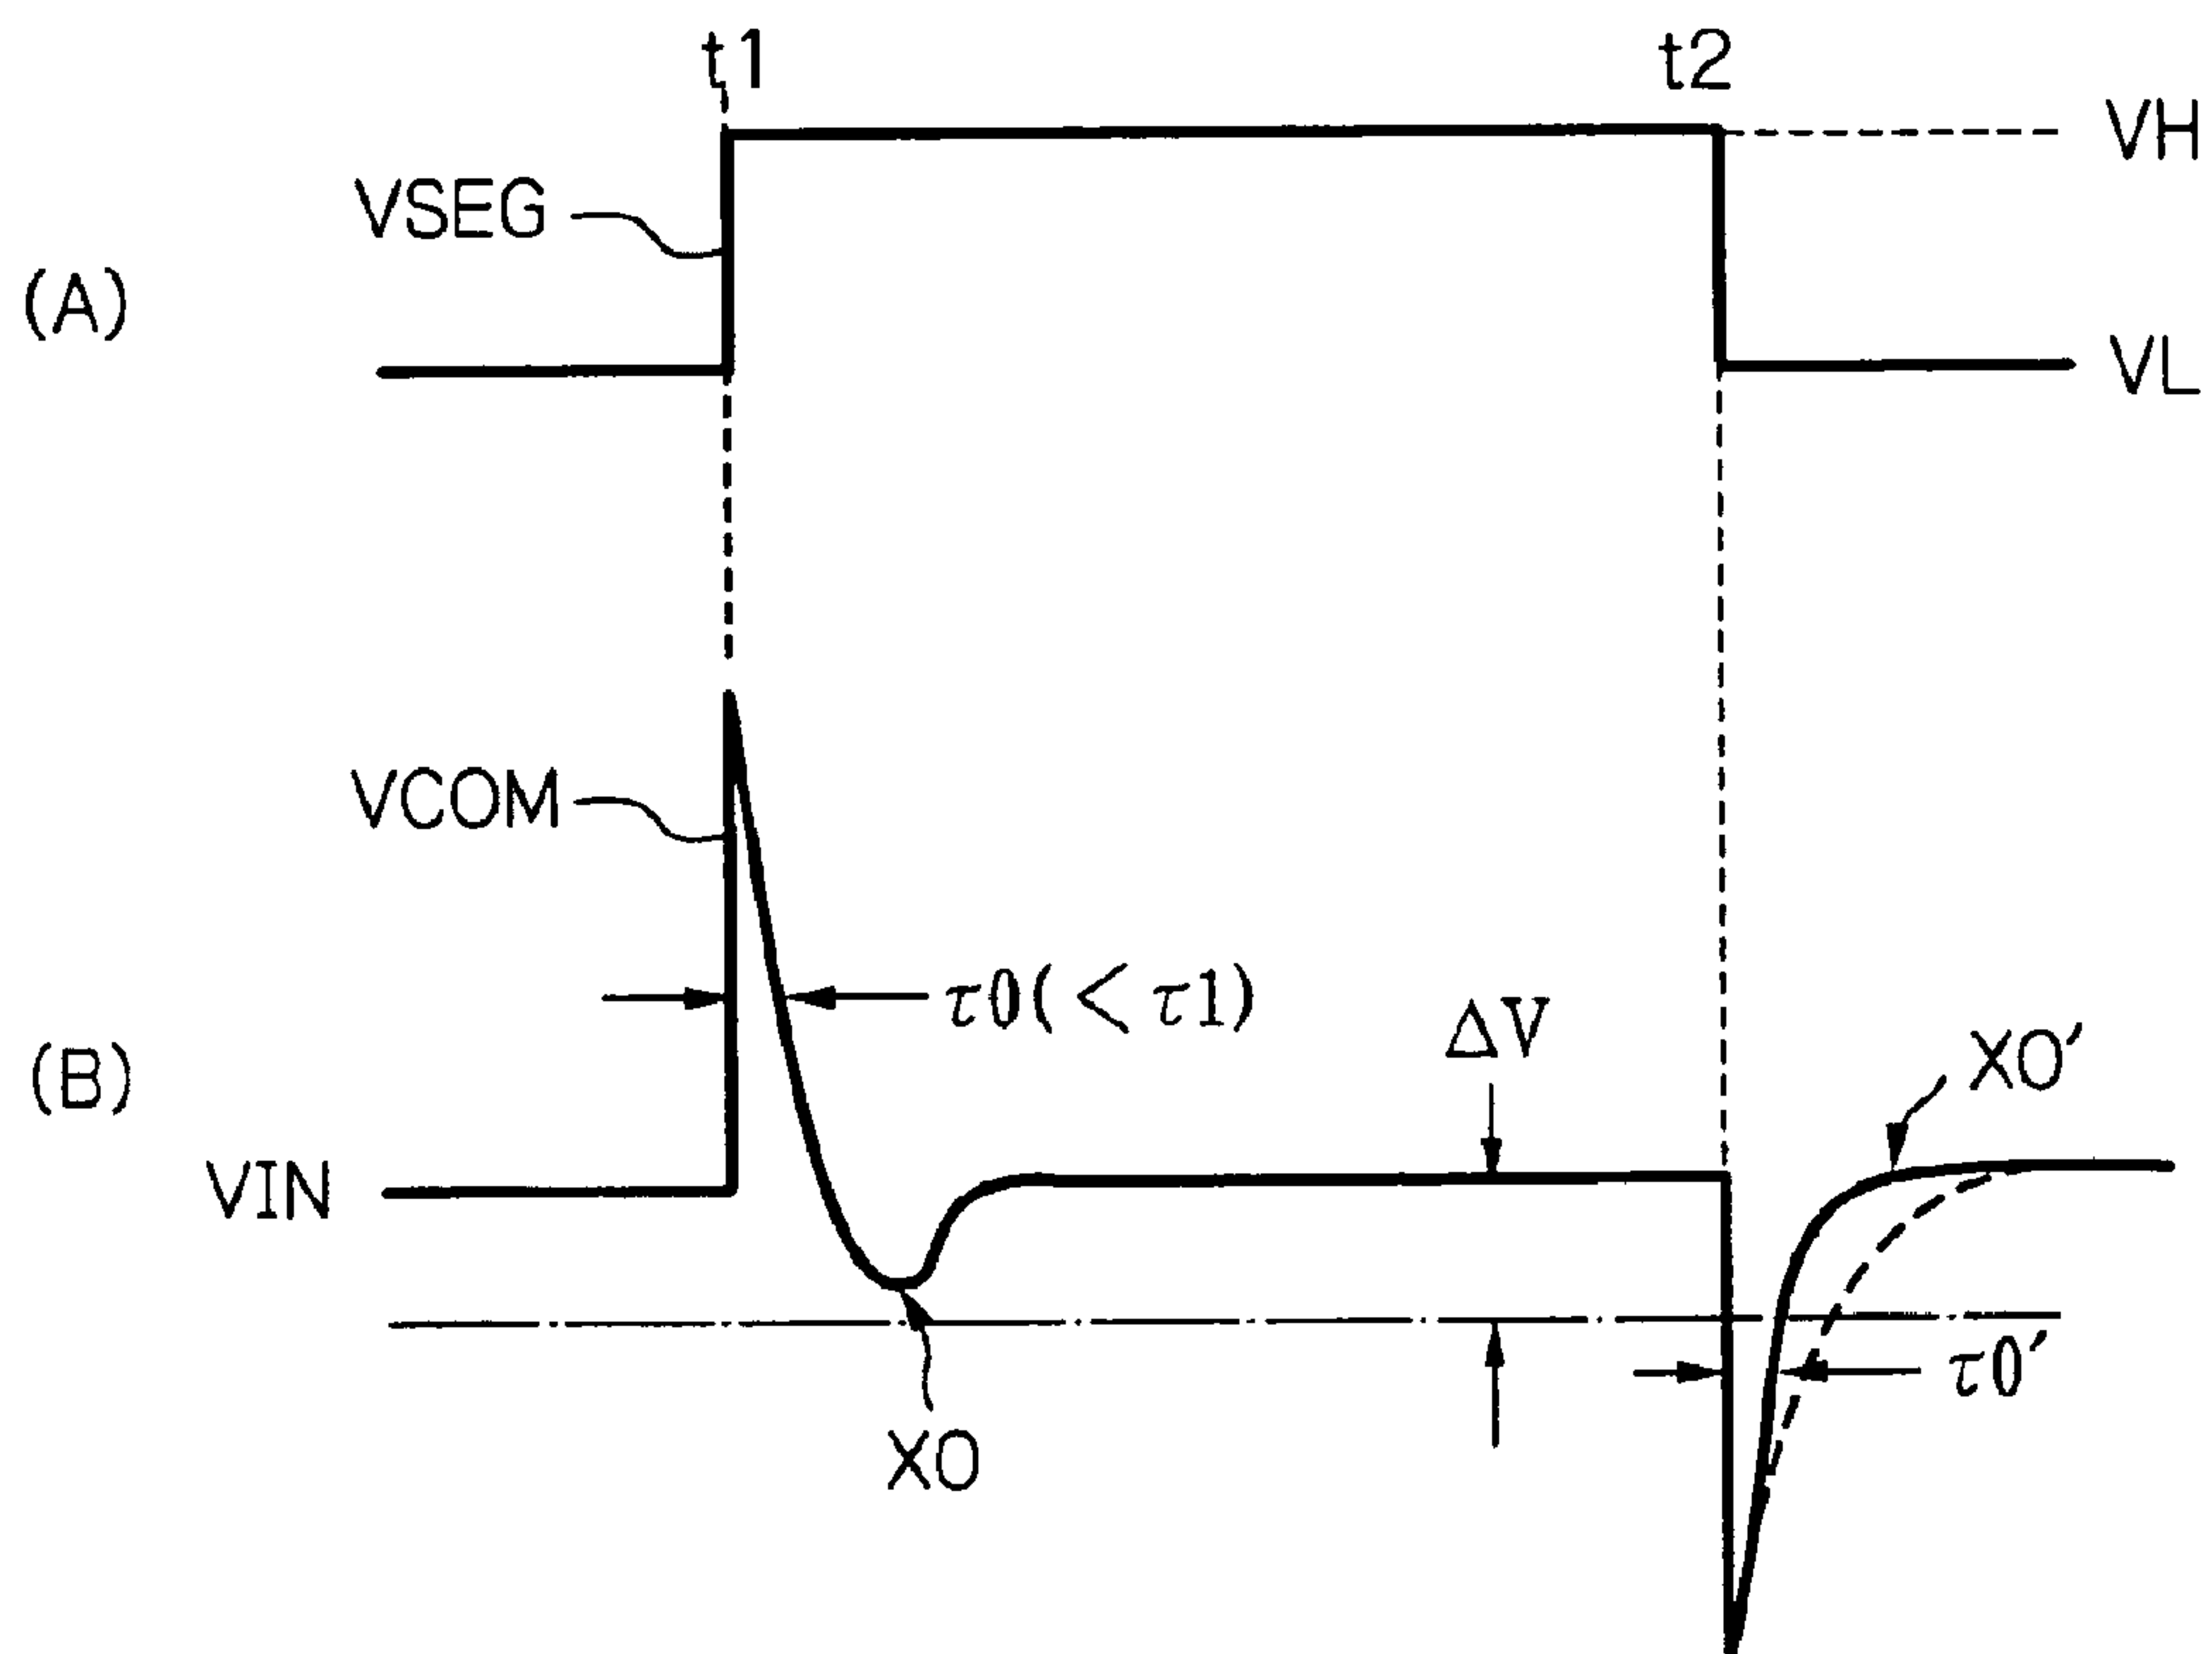 t1
t2
VH
VSEG
(A)
VL
VCOM
τ0(<τ1)
ΔV
XO'
(B)
VIN
τ0'
XO